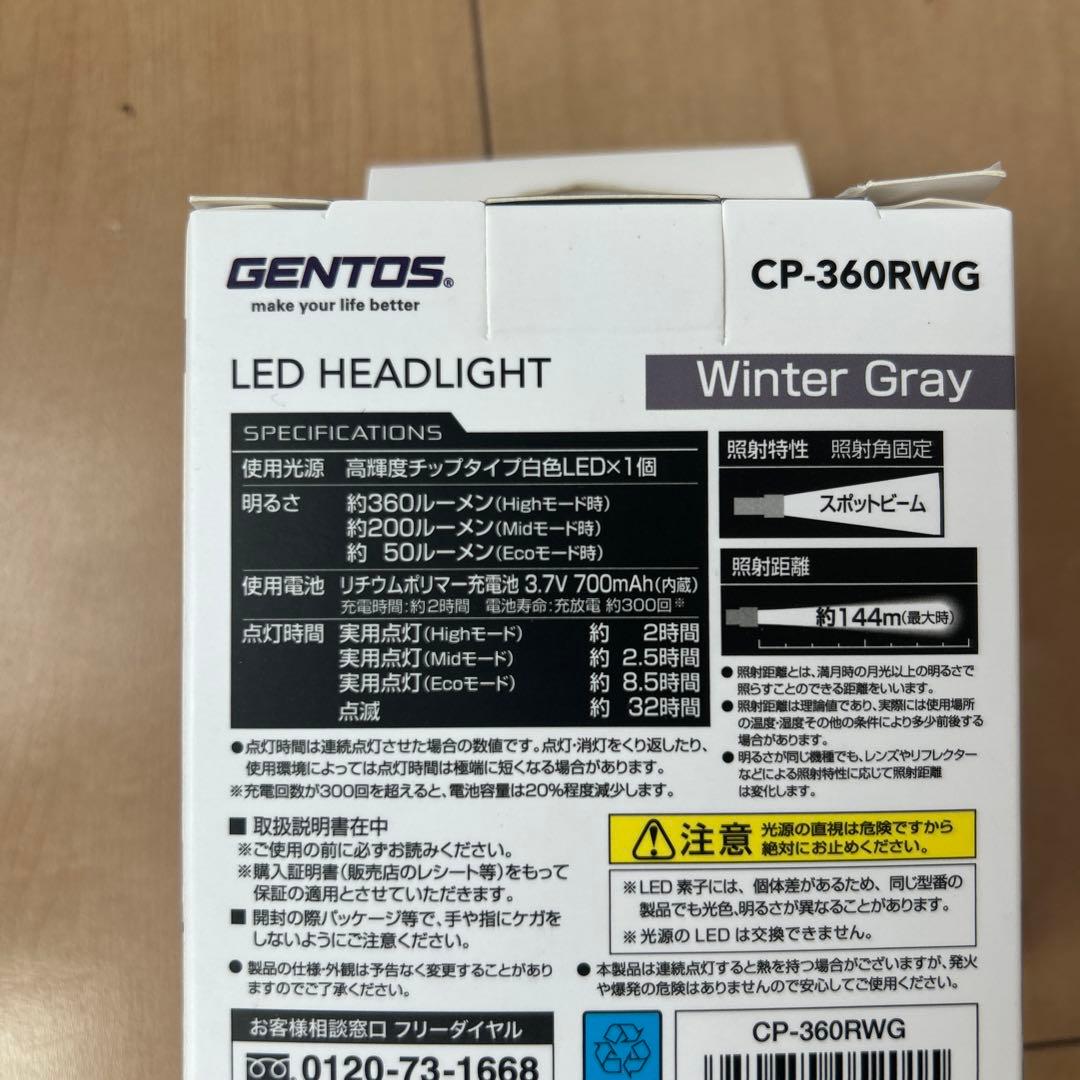 GENTOS®
make your life better
CP-360RWG
LED HEADLIGHT
Winter Gray
SPECIFICATIONS
使用光源 高輝度チップタイプ白色LED×1個
明るさ 約360ルーメン(Highモード時)
約200ルーメン(Midモード時)
約 50ルーメン(Ecoモード時)
使用電池 リチウムポリマー充電池 3.7V 700mAh(内蔵)
充電時間:約2時間 電池寿命:充放電 約300回※
点灯時間 実用点灯(Highモード) 約 2時間
実用点灯(Midモード) 約 2.5時間
実用点灯(Ecoモード) 約 8.5時間
点滅 約 32時間
●点灯時間は連続点灯させた場合の数値です。点灯・消灯をくり返したり、
使用環境によっては点灯時間は極端に短くなる場合があります。
※充電回数が300回を超えると、電池容量は20%程度減少します。
照射特性 照射角固定
スポットビーム
照射距離
約144m(最大時)
●照射距離とは、満月時の月光以上の明るさで
照らすことのできる距離をいいます。
●照射距離は理論値であり、実際には使用場所
の温度・湿度その他の条件により多少前後する
場合があります。
●明るさが同じ機種でも、レンズやリフレクター
などによる照射特性に応じて照射距離
は変化します。
■取扱説明書在中
※ご使用の前に必ずお読みください。
※購入証明書(販売店のレシート等)をもって
保証の適用とさせていただきます。
■開封の際パッケージ等で、手や指にケガを
しないようにご注意ください。
●製品の仕様・外観は予告なく変更することがあり
ますのでご了承ください。
注意 光源の直視は危険ですから
絶対にお止めください。
※LED素子には、個体差があるため、同じ型番の
製品でも光色、明るさが異なることがあります。
※光源のLEDは交換できません。
●本製品は連続点灯すると熱を持つ場合がございますが、発火
や爆発の危険はありませんので安心してご使用ください。
お客様相談窓口 フリーダイヤル
0120-73-1668
CP-360RWG